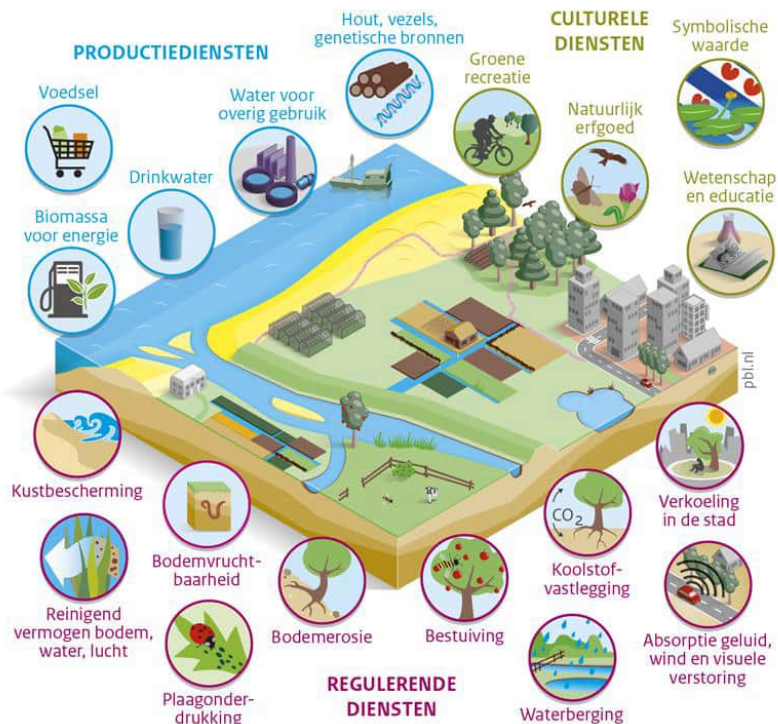 PRODUCTIEDIENSTEN
Voedsel
Drinkwater
Biomassa
voor energie
Water voor
overig gebruik
Hout, vezels,
genetische bronnen
CULTURELE
DIENSTEN
Groene
recreatie
Natuurlijk
erfgoed
Symbolische
waarde
Wetenschap
en educatie
pbl.nl
Kustbescherming
Reinigend
vermogen bodem,
water, lucht
Bodemvrucht-
baarheid
Plaagonder-
drukking
Bodemerosie
Bestuiving
REGULERENDE
DIENSTEN
CO2
Koolstof-
vastlegging
Waterberging
Verkoeling
in de stad
Absorptie geluid,
wind en visuele
verstoring